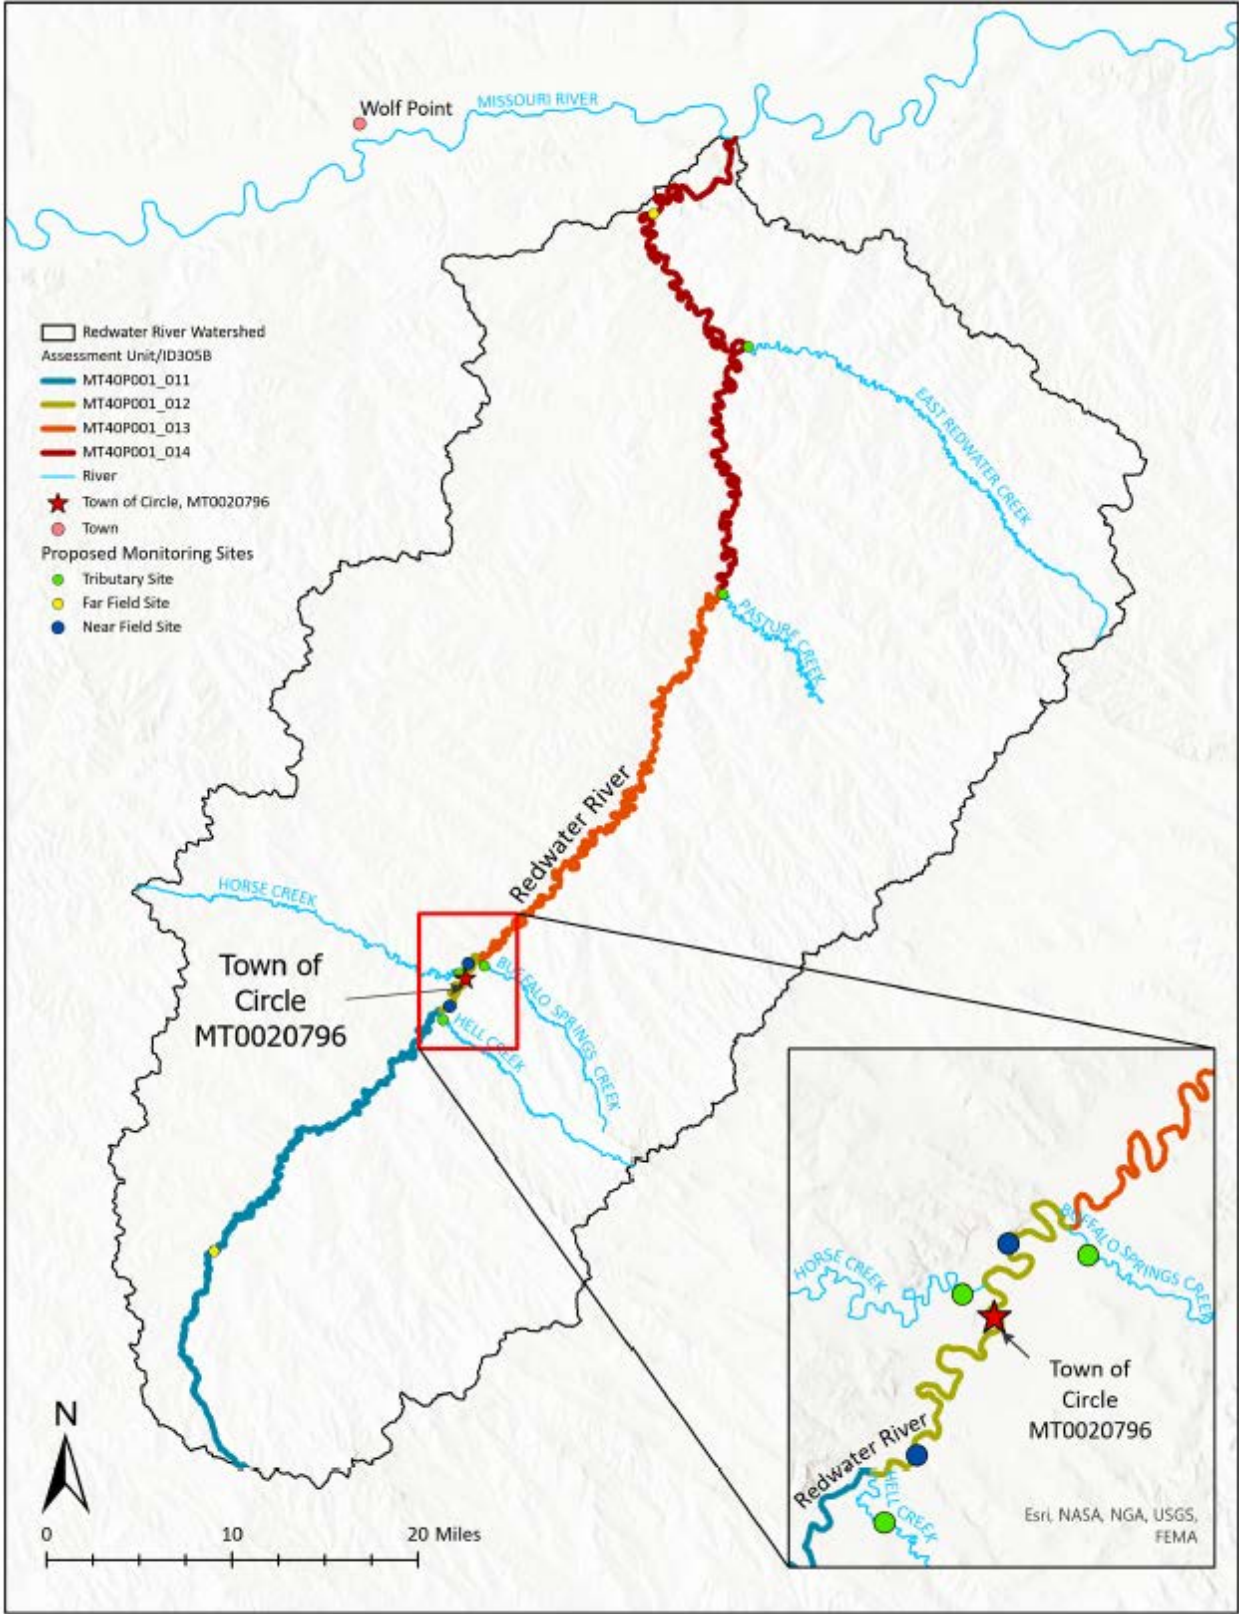 Wolf Point
MISSOURI RIVER
Redwater River Watershed
Assessment Unit/ID305B
MT40P001_011
MT40P001_012
MT40P001_013
MT40P001_014
River
Town of Circle, MT0020796
Town
Proposed Monitoring Sites
Tributary Site
Far Field Site
Near Field Site
EAST REDWATER CREEK
PASTURE CREEK
Redwater River
HORSE CREEK
Town of
Circle
MT0020796
BUFFALO SPRINGS CREEK
HELL CREEK
BUFFALO SPRINGS CREEK
HORSE CREEK
Town of
Circle
MT0020796
Redwater River
HELL CREEK
Esri, NASA, NGA, USGS,
FEMA
N
0 10 20 Miles